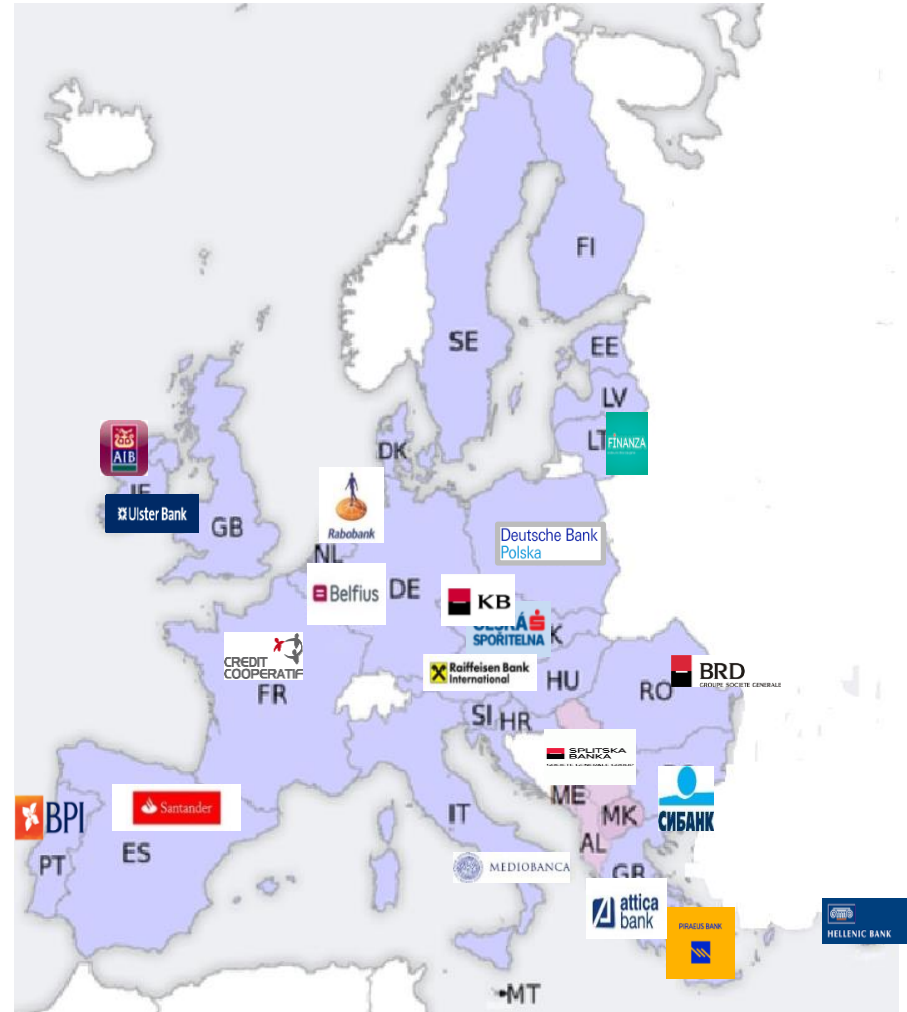 FI
SE
EE
LV
LT
FINANZA
DK
AIB
IE
Ulster Bank
GB
Rabobank
NL
Deutsche Bank
Polska
Belfius
DE
KB
ČESKÁ
SPOŘITELNA
K
CREDIT
COOPERATIF
FR
Raiffeisen Bank
International
HU
RO
BRD
GROUPE SOCIETE GENERALE
SI
HR
SPLITSKA
BANKA
ME
MK
AL
СИБАНК
BPI
PT
Santander
ES
IT
MEDIOBANCA
GR
attica
bank
PIRAEUS BANK
HELLENIC BANK
MT